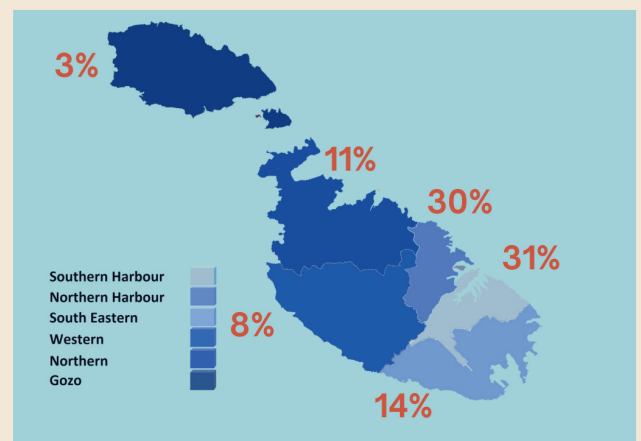 3%
11%
30%
31%
Southern Harbour
Northern Harbour
South Eastern
Western
Northern
Gozo
8%
14%